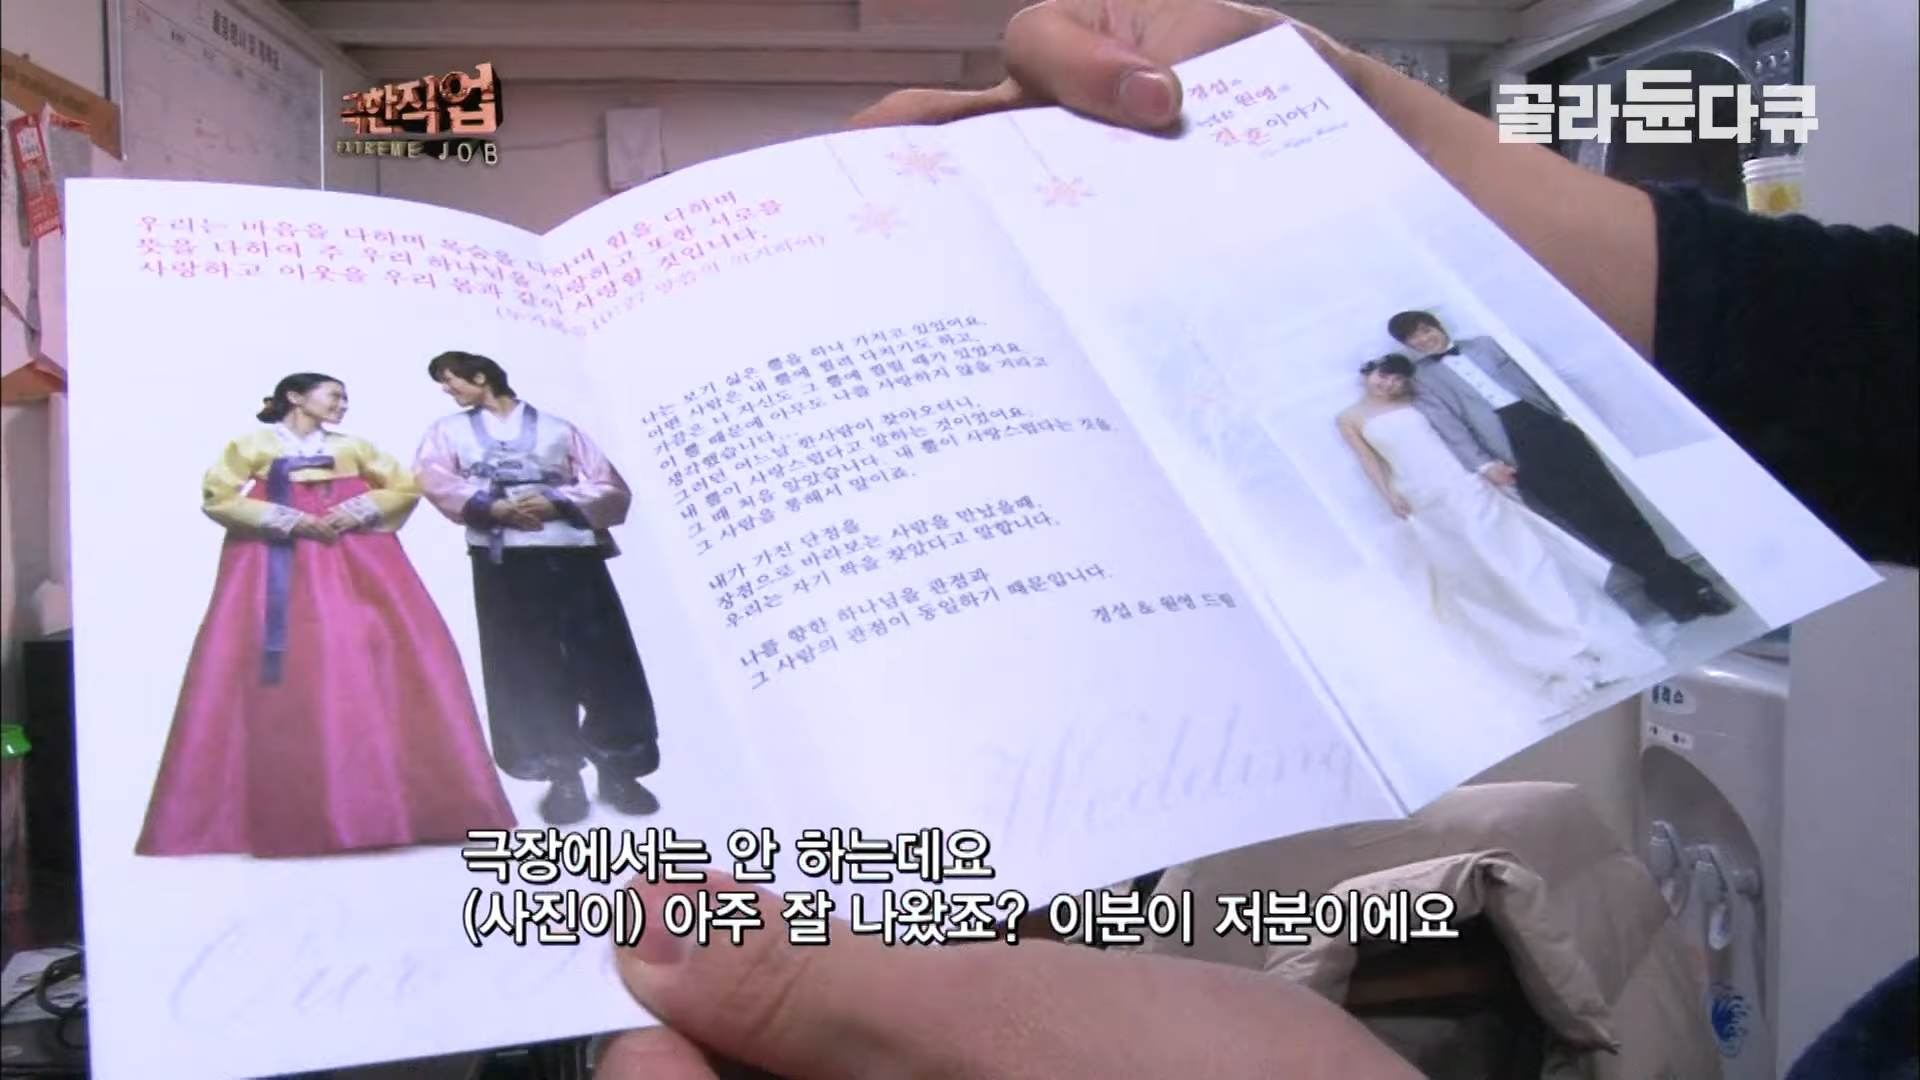 극한직업
EXTREME JOB
골라듄다큐
우리는 마음을 다하며 목숨을 다하며 힘을 다하며
뜻을 다하여 주 우리 하나님을 사랑하고 또한 서로를
사랑하고 이웃을 우리 몸과 같이 사랑할 것입니다.
나는 보기 싫은 뿔을 하나 가지고 있었어요.
어떤 사람은 내 뿔에 찔려 다치기도 하고,
가끔은 나 자신도 그 뿔에 찔릴 때가 있었지요.
이 뿔 때문에 아무도 나를 사랑하지 않을 거라고
생각했습니다...
그러던 어느날 한사람이 찾아오더니,
내 뿔이 사랑스럽다고 말하는 것이었어요.
그 때 처음 알았습니다. 내 뿔이 사랑스럽다는 것을.
그 사람을 통해서 말이죠.
내가 가진 단점을
장점으로 바라보는 사람을 만났을때,
우리는 자기 짝을 찾았다고 말합니다.
나를 향한 하나님을 관점과
그 사람의 관점이 동일하기 때문입니다.
경섭 & 원영 드림
Wedding
Our
경섭과
원영의
결혼이야기
극장에서는 안 하는데요
(사진이) 아주 잘 나왔죠? 이분이 저분이에요